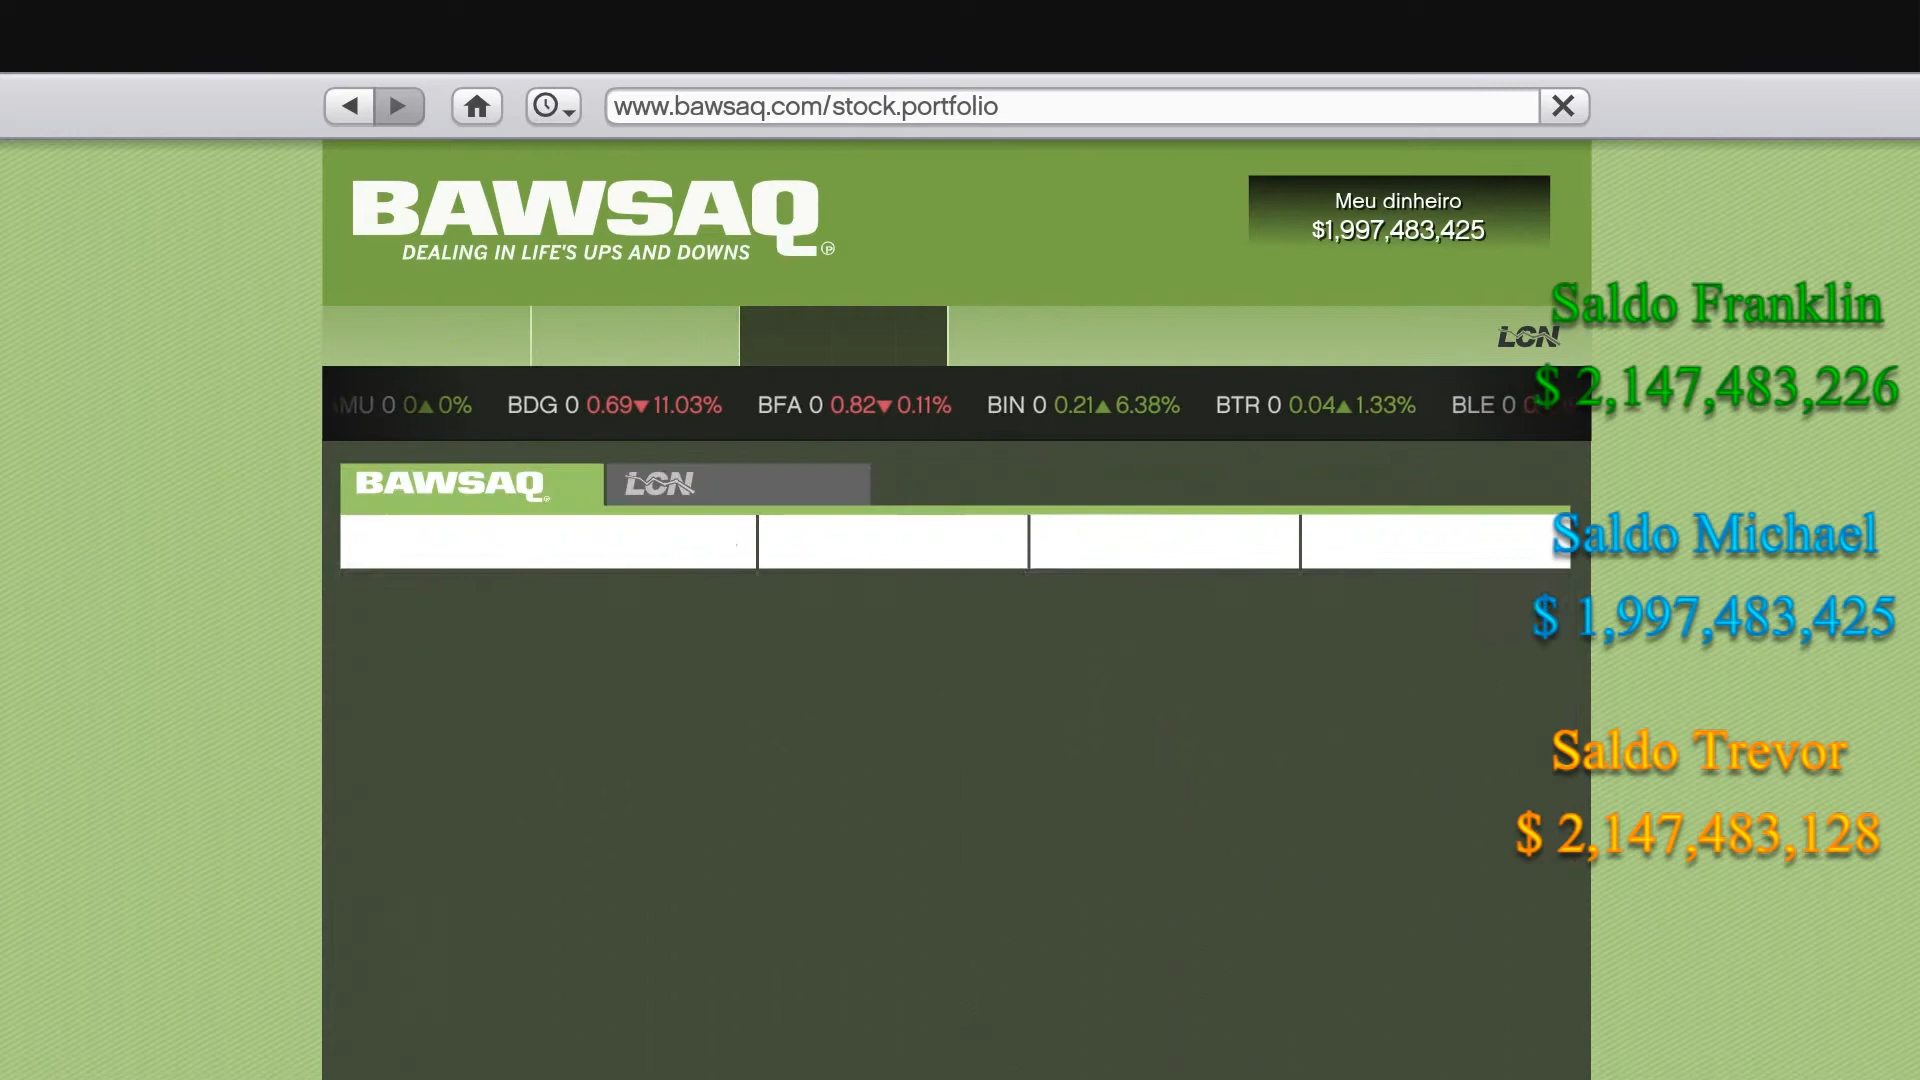 www.bawsaq.com/stock.portfolio
BAWSAQ
DEALING IN LIFE'S UPS AND DOWNS
Meu dinheiro
$1,997,483,425
LCN
MU 0 0▲0% BDG 0 0.69▼11.03% BFA 0 0.82▼0.11% BIN 0 0.21▲6.38% BTR 0 0.04▲1.33% BLE 0
BAWSAQ LCN
Saldo Franklin
$ 2,147,483,226
Saldo Michael
$ 1,997,483,425
Saldo Trevor
$ 2,147,483,128